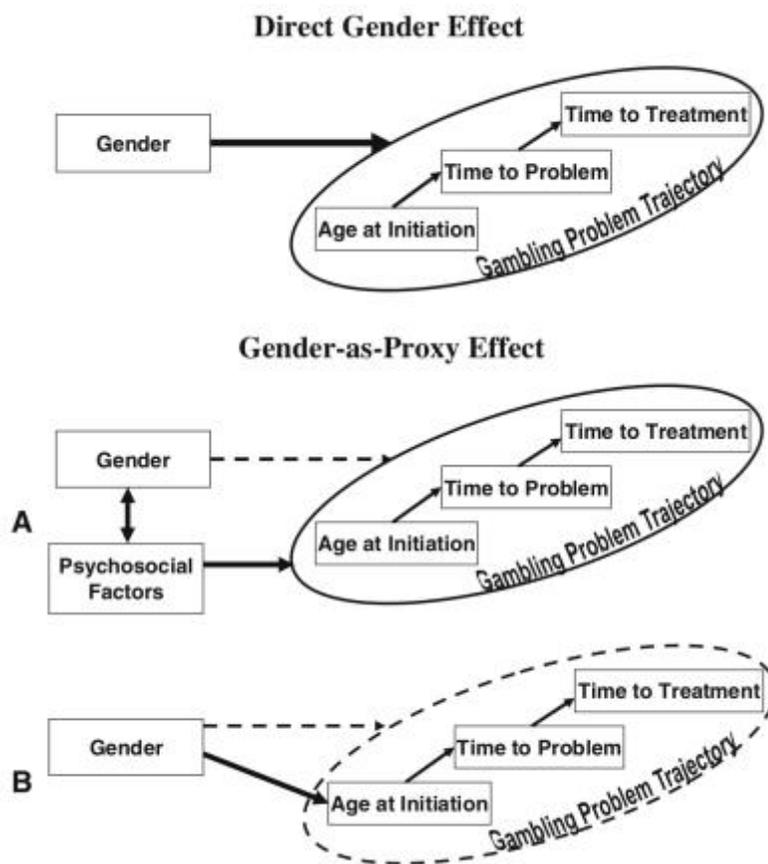 Direct Gender Effect
Gender
Time to Treatment
Time to Problem
Age at Initiation
Gambling Problem Trajectory
Gender-as-Proxy Effect
A
Gender
Psychosocial
Factors
Time to Treatment
Time to Problem
Age at Initiation
Gambling Problem Trajectory
B
Gender
Time to Treatment
Time to Problem
Age at Initiation
Gambling Problem Trajectory